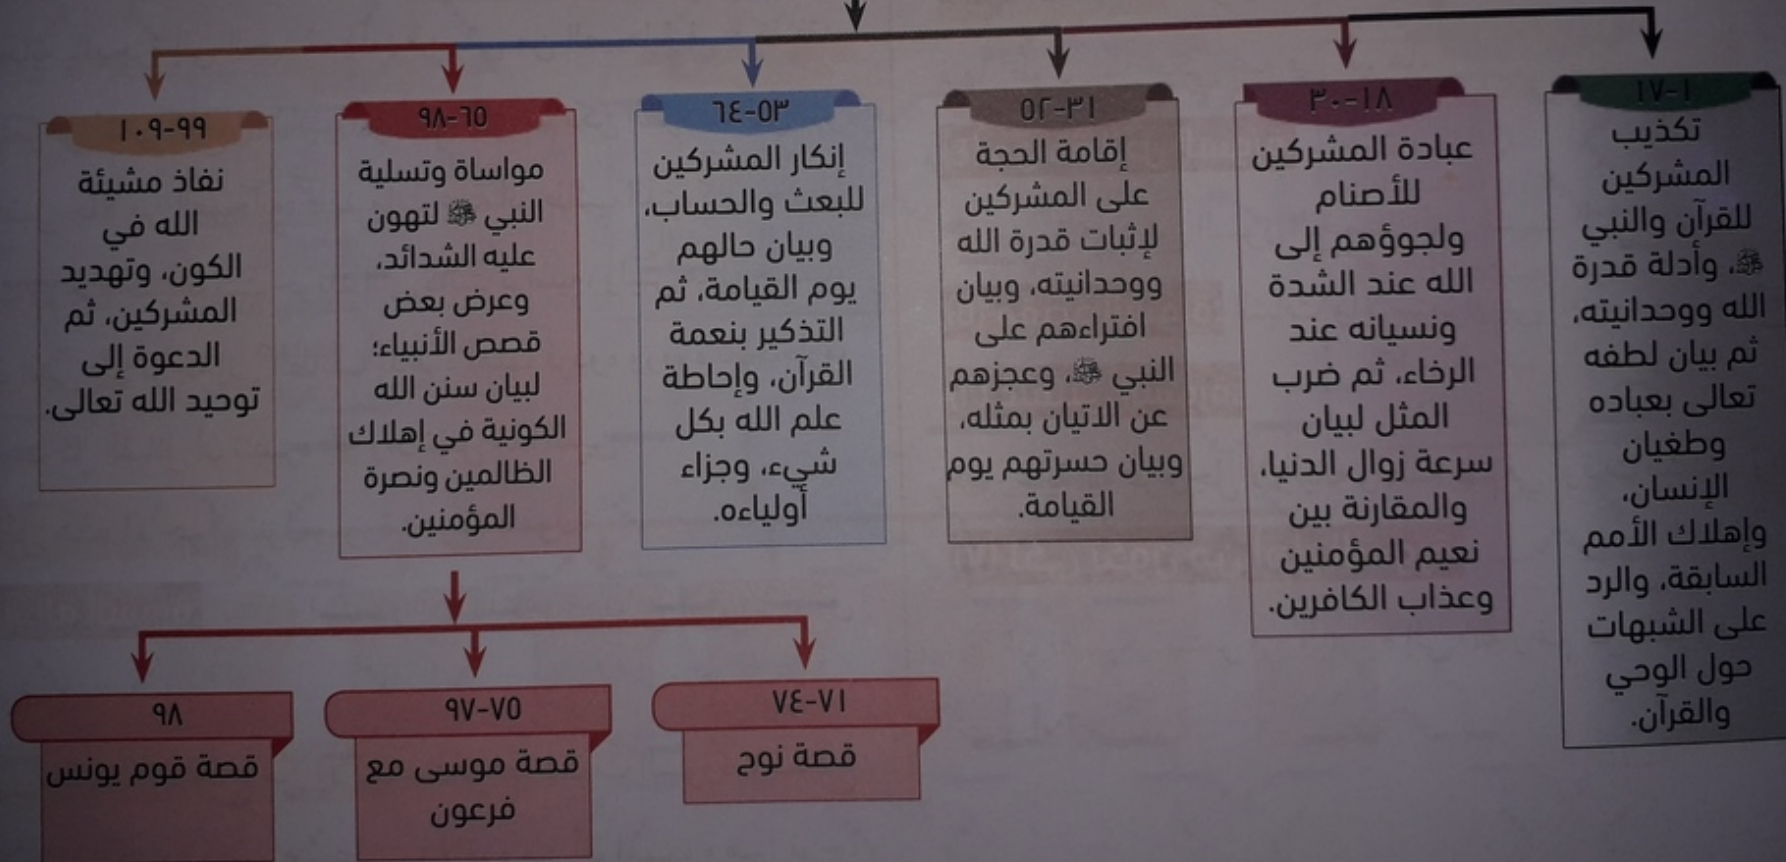 ١-١٧
تكذيب
المشركين
للقرآن والنبي
ﷺ، وأدلة قدرة
الله ووحدانيته،
ثم بيان لطفه
تعالى بعباده
وطغيان
الإنسان،
وإهلاك الأمم
السابقة، والرد
على الشبهات
حول الوحي
والقرآن.
١٨-٣٠
عبادة المشركين
للأصنام
ولجوؤهم إلى
الله عند الشدة
ونسيانه عند
الرخاء، ثم ضرب
المثل لبيان
سرعة زوال الدنيا،
والمقارنة بين
نعيم المؤمنين
وعذاب الكافرين.
٣١-٥٢
إقامة الحجة
على المشركين
لإثبات قدرة الله
ووحدانيته، وبيان
افتراءهم على
النبي ﷺ، وعجزهم
عن الاتيان بمثله،
وبيان حسرتهم يوم
القيامة.
٥٣-٦٤
إنكار المشركين
للبعث والحساب،
وبيان حالهم
يوم القيامة، ثم
التذكير بنعمة
القرآن، وإحاطة
علم الله بكل
شيء، وجزاء
أولياءه.
٦٥-٩٨
مواساة وتسلية
النبي ﷺ لتهون
عليه الشدائد،
وعرض بعض
قصص الأنبياء؛
لبيان سنن الله
الكونية في إهلاك
الظالمين ونصرة
المؤمنين.
٩٩-١٠٩
نفاذ مشيئة
الله في
الكون، وتهديد
المشركين، ثم
الدعوة إلى
توحيد الله تعالى.
٧١-٧٤
قصة نوح
٧٥-٩٧
قصة موسى مع
فرعون
٩٨
قصة قوم يونس